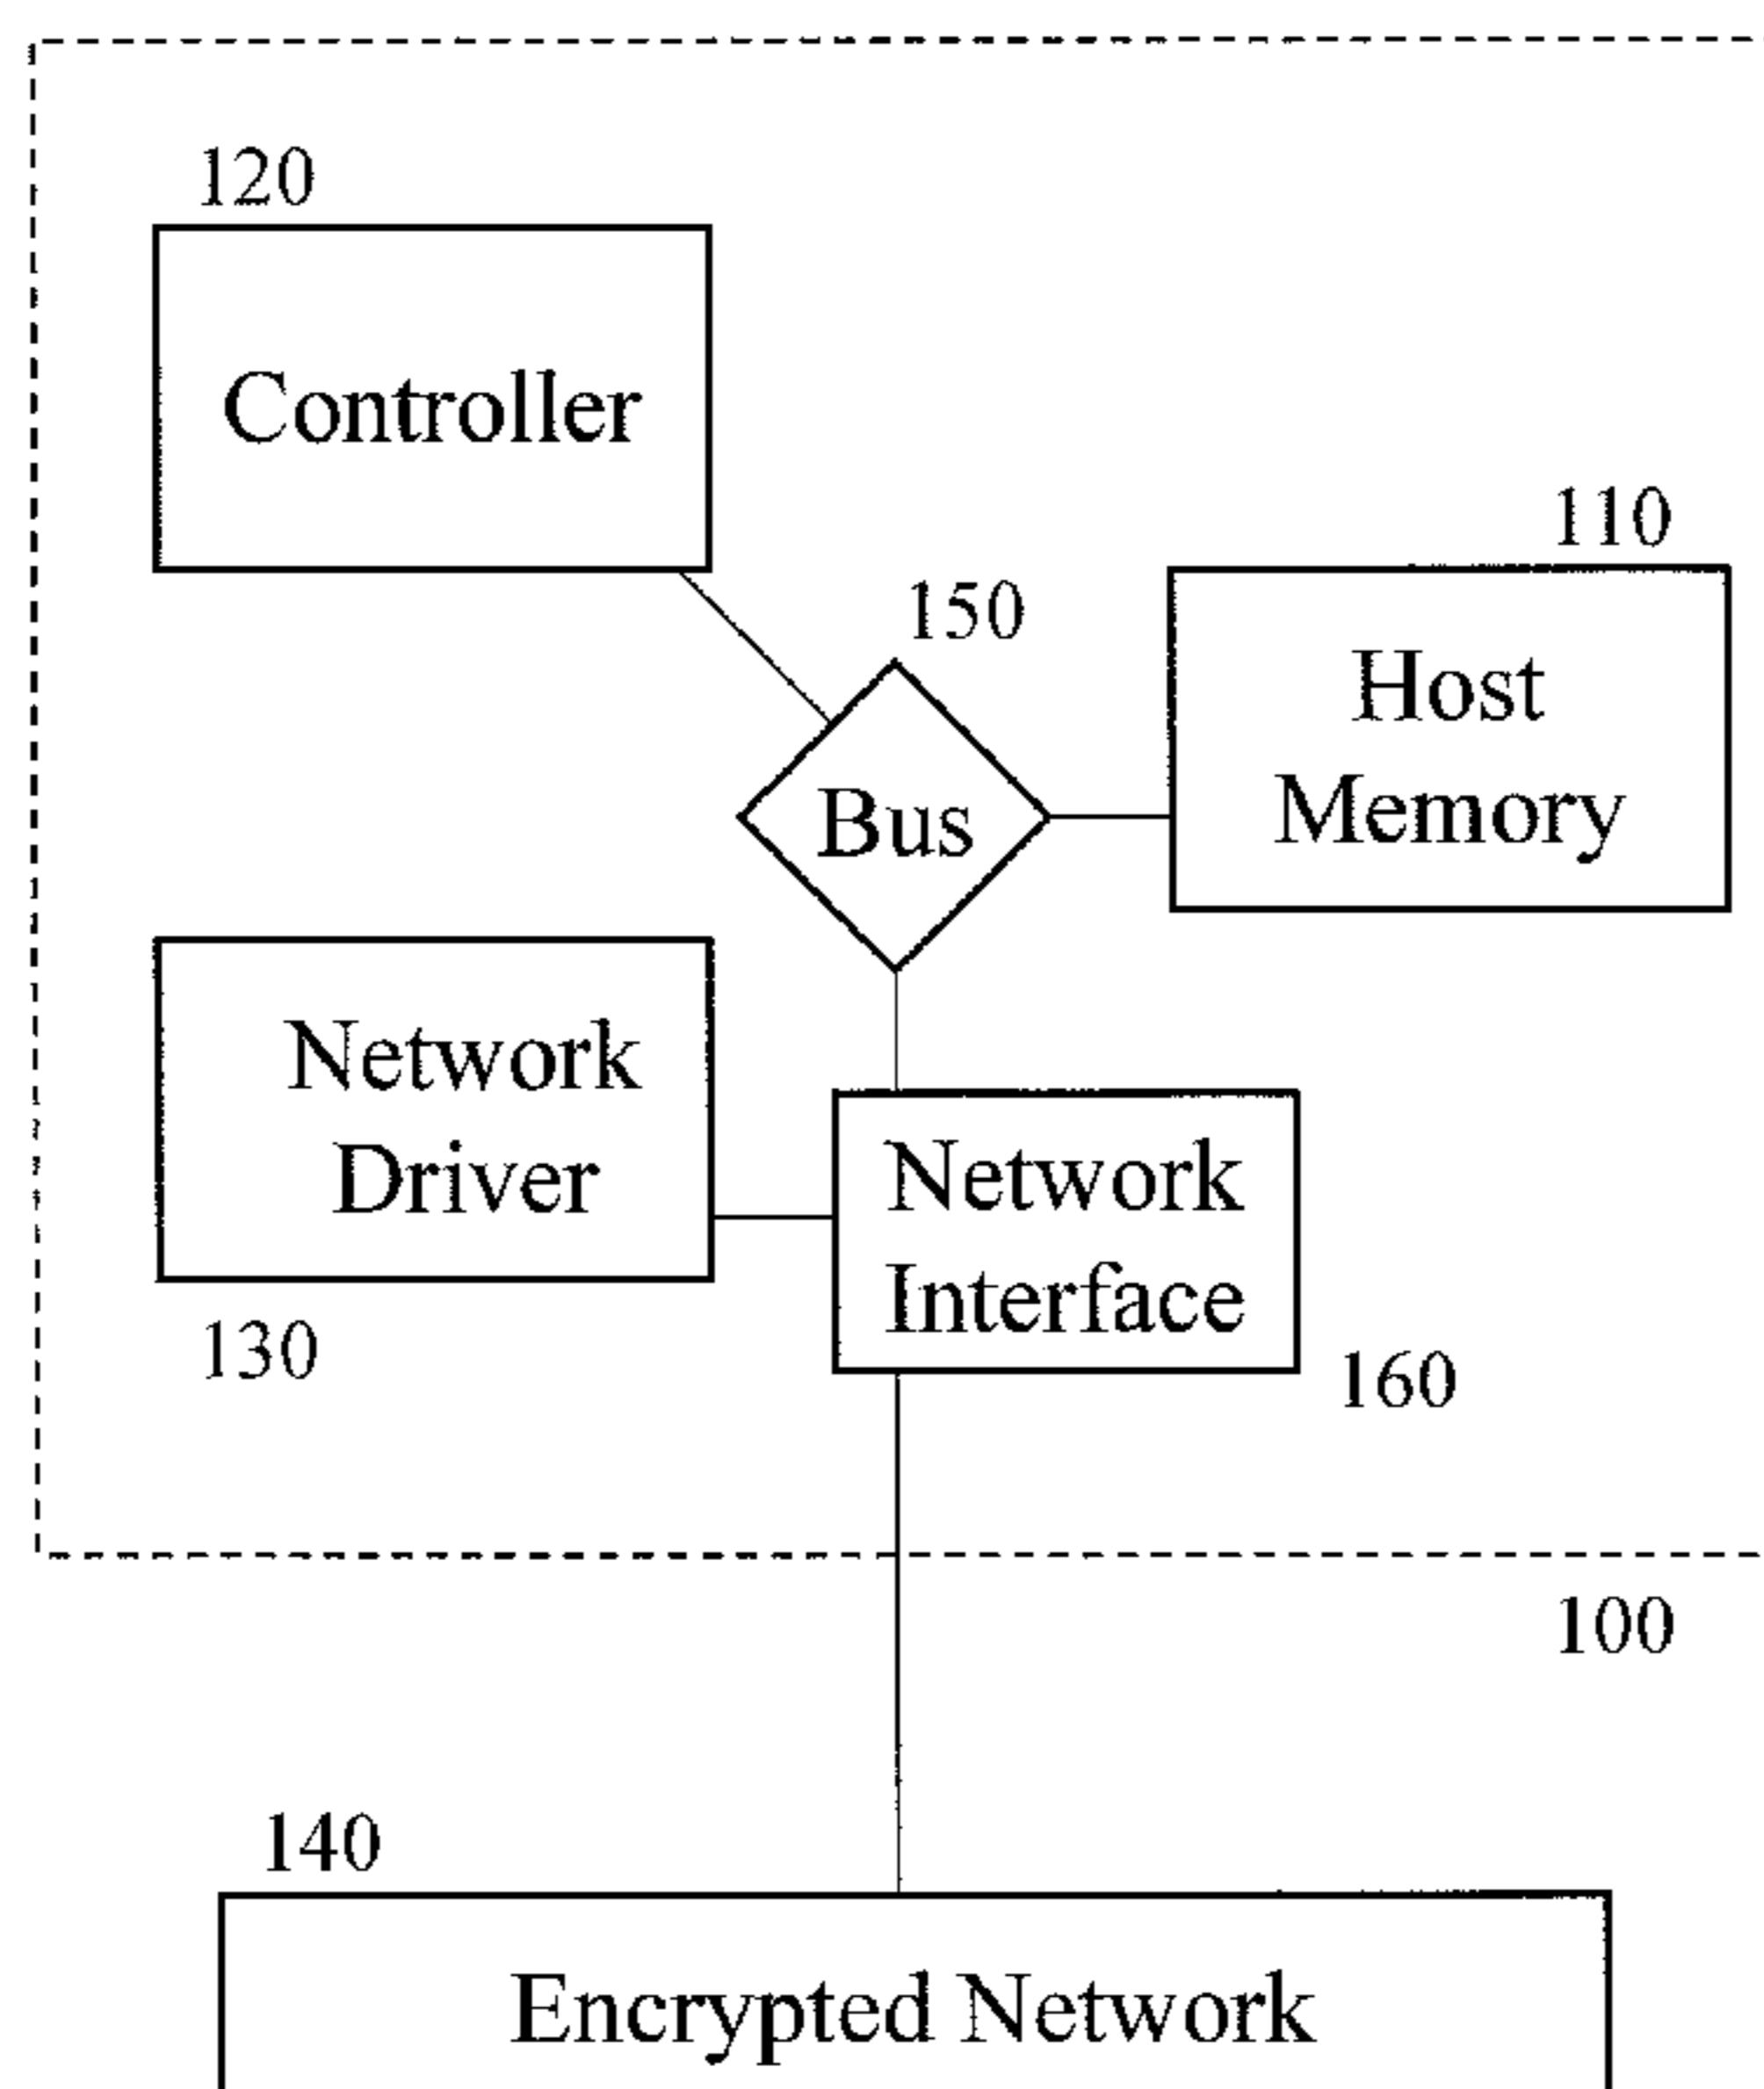 120
Controller
110
150
Host
Memory
Bus
Network
Driver
Network
Interface
130
160
100
140
Encrypted Network